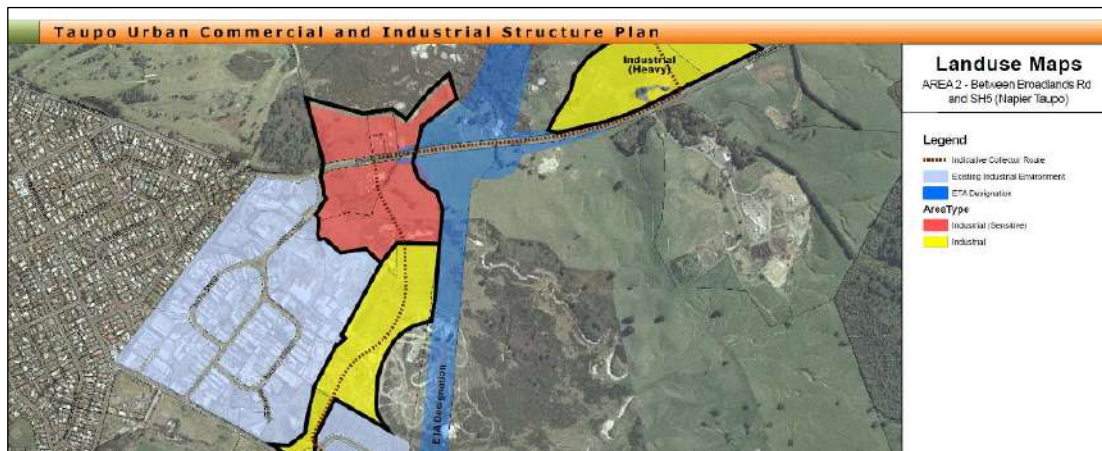 Taupo Urban Commercial and Industrial Structure Plan
Industrial
(Heavy)
ETA Designation
Landuse Maps
AREA 2 - Between Broadlands Rd
and SH5 (Napier Taupo)
Legend
Indicative Collector Route
Existing Industrial Environment
ETA Designation
AreaType
Industrial (Sensitive)
Industrial